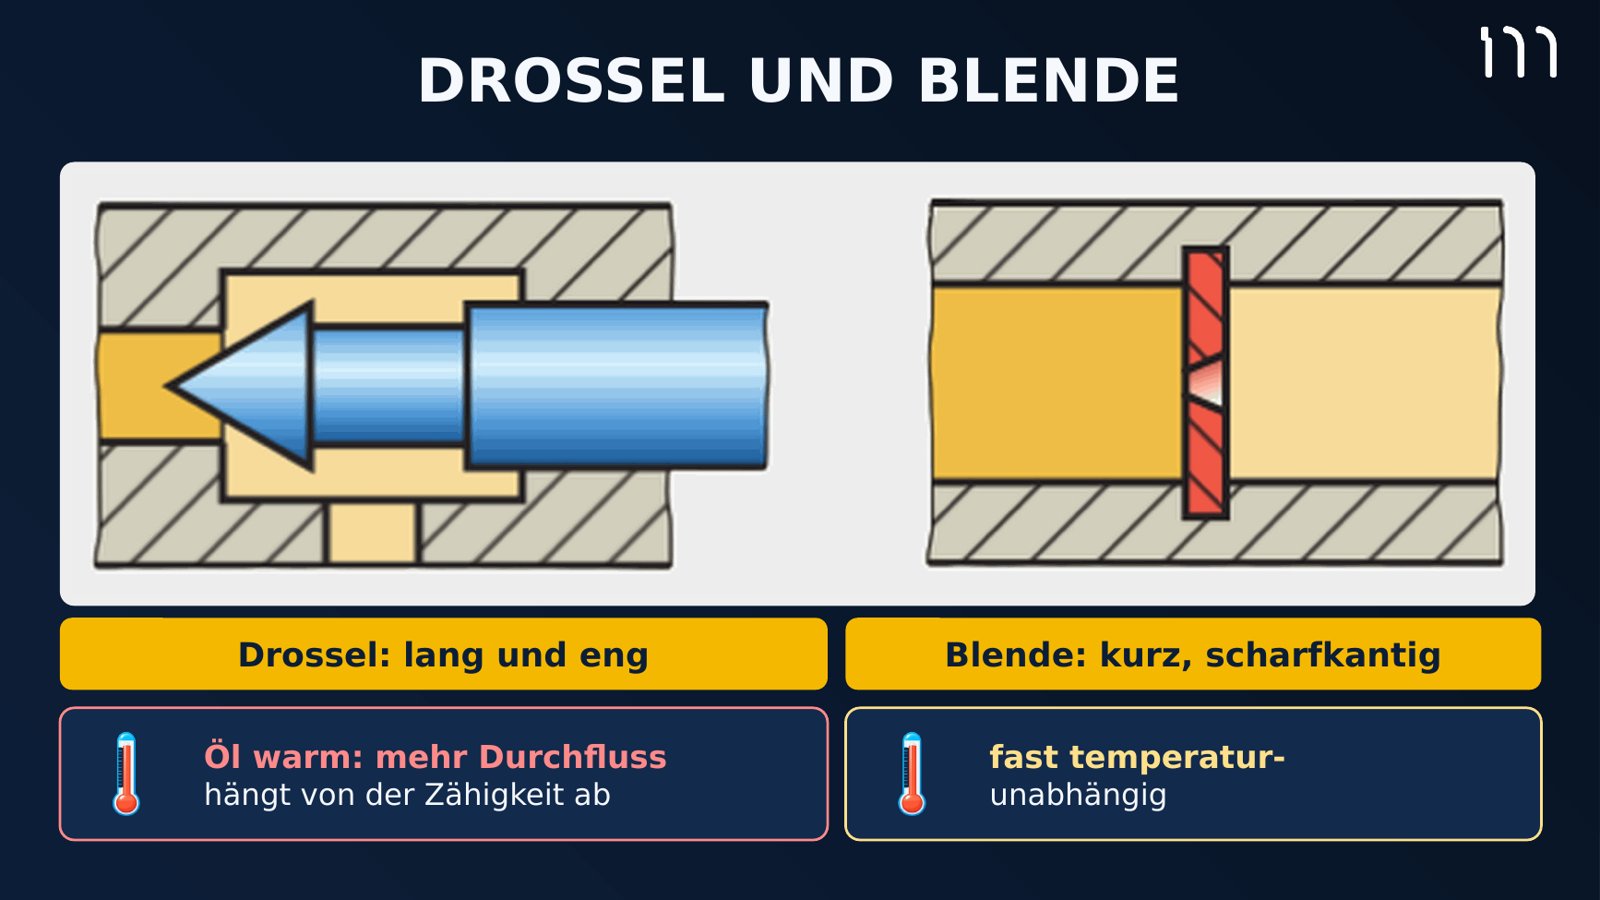 DROSSEL UND BLENDE
Drossel: lang und eng
Blende: kurz, scharfkantig
Öl warm: mehr Durchfluss
hängt von der Zähigkeit ab
fast temperatur-
unabhängig